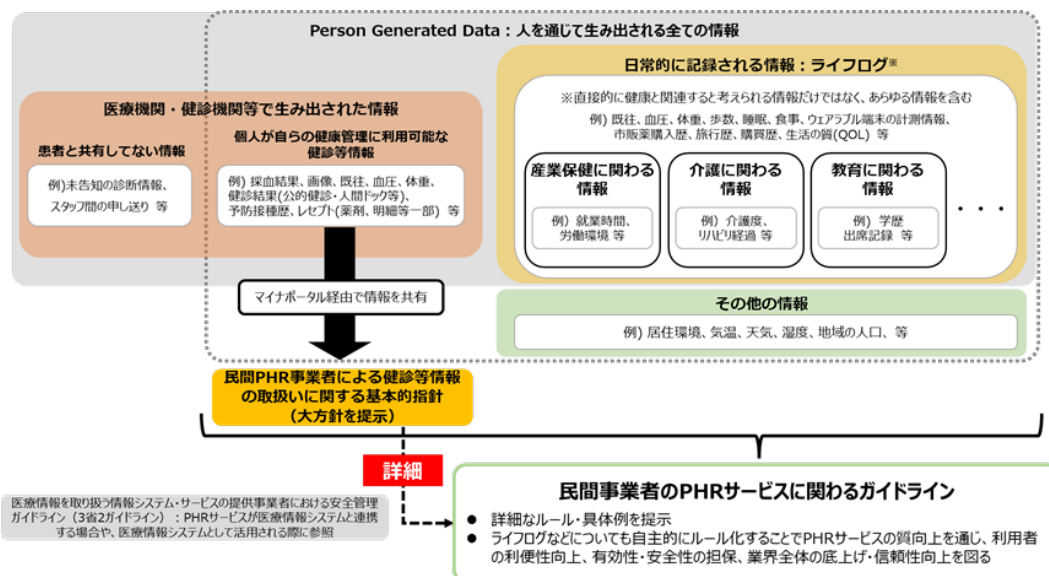 Person Generated Data：人を通じて生み出される全ての情報
日常的に記録される情報：ライフログ※
※直接的に健康と関連すると考えられる情報だけではなく、あらゆる情報を含む
例) 既往、血圧、体重、歩数、睡眠、食事、ウェアラブル端末の計測情報、
市販薬購入歴、旅行歴、購買歴、生活の質(QOL) 等
医療機関・健診機関等で生み出された情報
患者と共有してない情報
例)未告知の診断情報、
スタッフ間の申し送り 等
個人が自らの健康管理に利用可能な
健診等情報
例) 採血結果、画像、既往、血圧、体重、
健診結果(公的健診・人間ドック等)、
予防接種歴、レセプト(薬剤、明細等一部) 等
産業保健に関わる
情報
例) 就業時間、
労働環境 等
介護に関わる
情報
例) 介護度、
リハビリ経過 等
教育に関わる
情報
例) 学歴
出席記録 等
・・・
マイナポータル経由で情報を共有
その他の情報
例) 居住環境、気温、天気、湿度、地域の人口、等
民間PHR事業者による健診等情報
の取扱いに関する基本的指針
（大方針を提示）
詳細
医療情報を取り扱う情報システム・サービスの提供事業者における安全管理
ガイドライン（3省2ガイドライン）：PHRサービスが医療情報システムと連携
する場合や、医療情報システムとして活用される際に参照
民間事業者のPHRサービスに関わるガイドライン
● 詳細なルール・具体例を提示
● ライフログなどについても自主的にルール化することでPHRサービスの質向上を通じ、利用者
の利便性向上、有効性・安全性の担保、業界全体の底上げ・信頼性向上を図る